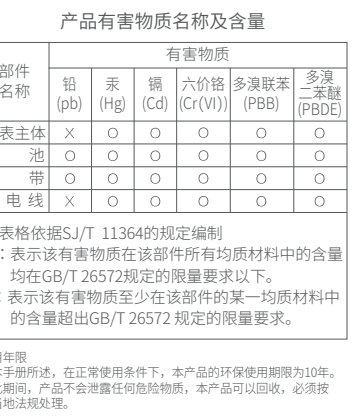 产品有害物质名称及含量
部件名称 有害物质
铅 (pb) 汞 (Hg) 镉 (Cd) 六价铬 (Cr(VI)) 多溴联苯 (PBB) 多溴二苯醚 (PBDE)
表主体 X O O O O O
池 O O O O O O
带 O O O O O O
电 线 X O O O O O
表格依据SJ/T 11364的规定编制
：表示该有害物质在该部件所有均质材料中的含量
均在GB/T 26572规定的限量要求以下。
：表示该有害物质至少在该部件的某一均质材料中
的含量超出GB/T 26572 规定的限量要求。
年限
手册所述，在正常使用条件下，本产品的环保使用期限为10年。
期间，产品不会泄露任何危险物质，本产品可以回收，必须按
地法规处理。